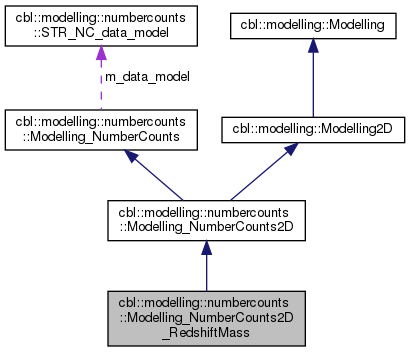 cbl::modelling::numbercounts
::STR_NC_data_model
cbl::modelling::Modelling
m_data_model
cbl::modelling::numbercounts
::Modelling_NumberCounts
cbl::modelling::Modelling2D
cbl::modelling::numbercounts
::Modelling_NumberCounts2D
cbl::modelling::numbercounts
::Modelling_NumberCounts2D
_RedshiftMass